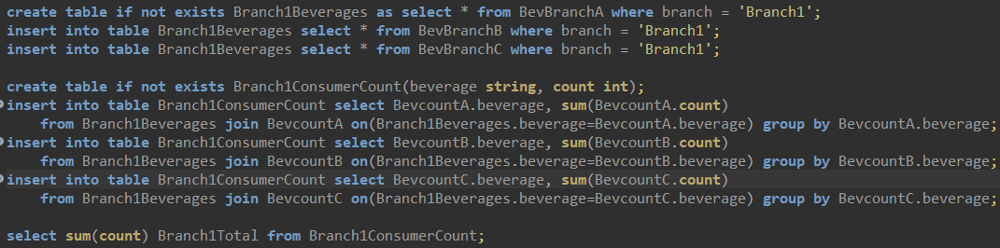 create table if not exists Branch1Beverages as select * from BevBranchA where branch = 'Branch1';
insert into table Branch1Beverages select * from BevBranchB where branch = 'Branch1';
insert into table Branch1Beverages select * from BevBranchC where branch = 'Branch1';
create table if not exists Branch1ConsumerCount(beverage string, count int);
insert into table Branch1ConsumerCount select BevcountA.beverage, sum(BevcountA.count)
from Branch1Beverages join BevcountA on(Branch1Beverages.beverage=BevcountA.beverage) group by BevcountA.beverage;
insert into table Branch1ConsumerCount select BevcountB.beverage, sum(BevcountB.count)
from Branch1Beverages join BevcountB on(Branch1Beverages.beverage=BevcountB.beverage) group by BevcountB.beverage;
insert into table Branch1ConsumerCount select BevcountC.beverage, sum(BevcountC.count)
from Branch1Beverages join BevcountC on(Branch1Beverages.beverage=BevcountC.beverage) group by BevcountC.beverage;
select sum(count) Branch1Total from Branch1ConsumerCount;